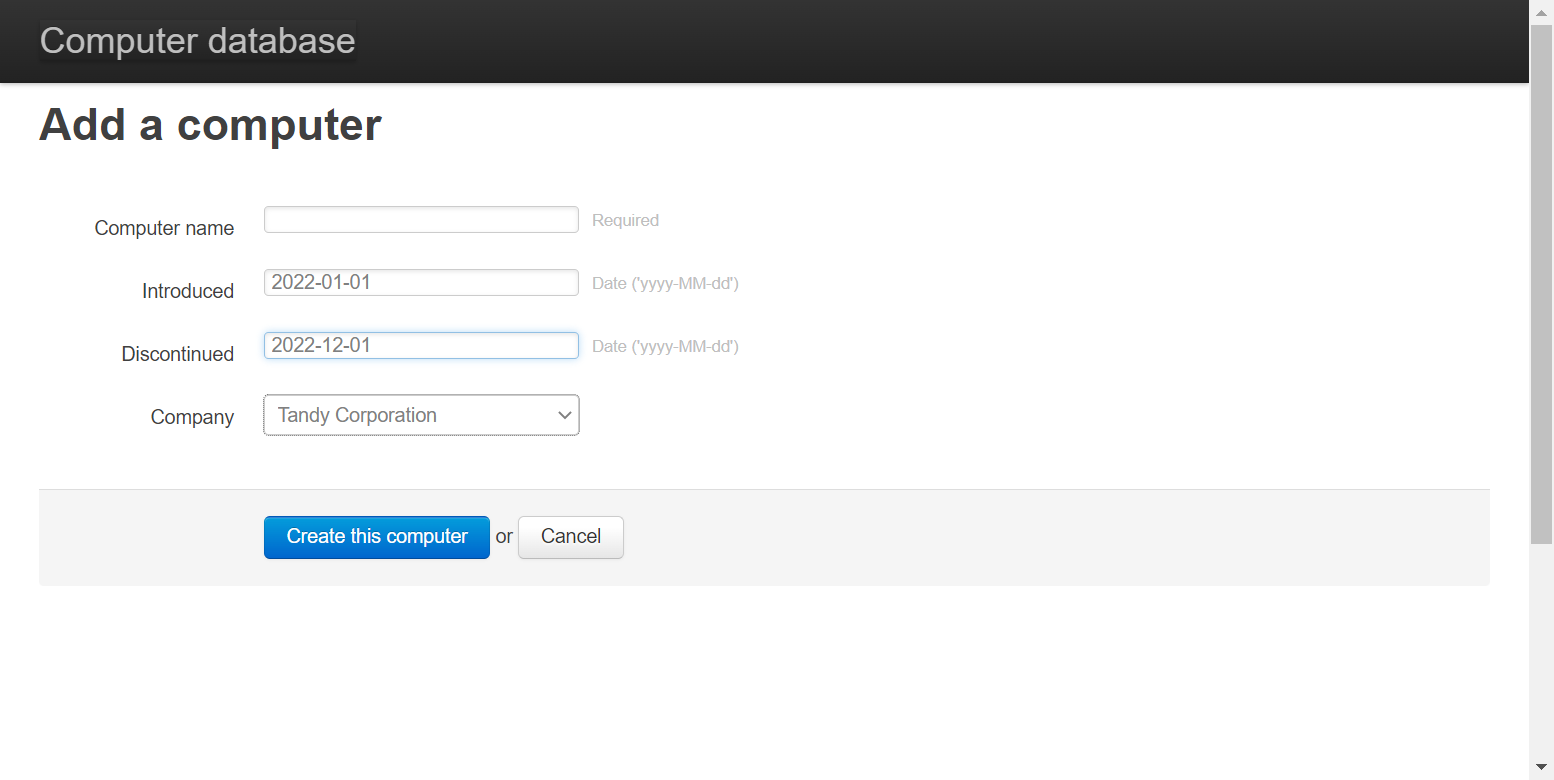 Computer database
Add a computer
Computer name Required
Introduced 2022-01-01 Date ('yyyy-MM-dd')
Discontinued 2022-12-01 Date ('yyyy-MM-dd')
Company Tandy Corporation
Create this computer or Cancel